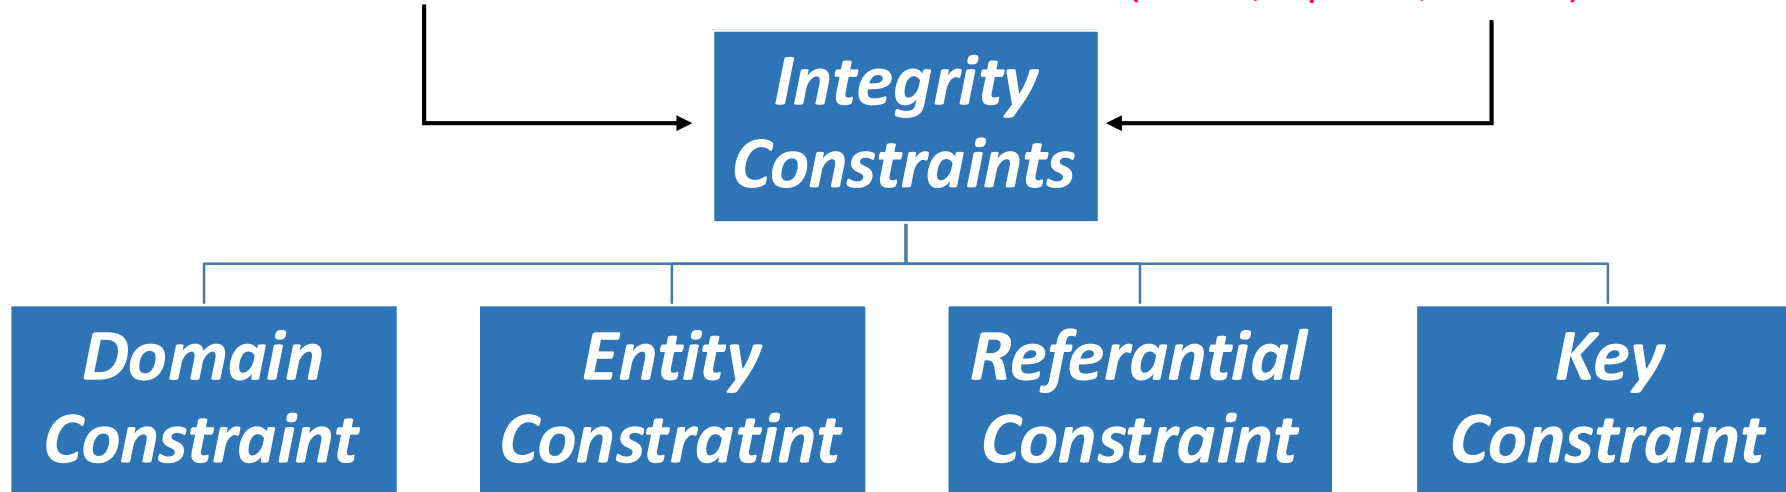 Integrity
Constraints
Domain
Constraint
Entity
Constratint
Referantial
Constraint
Key
Constraint